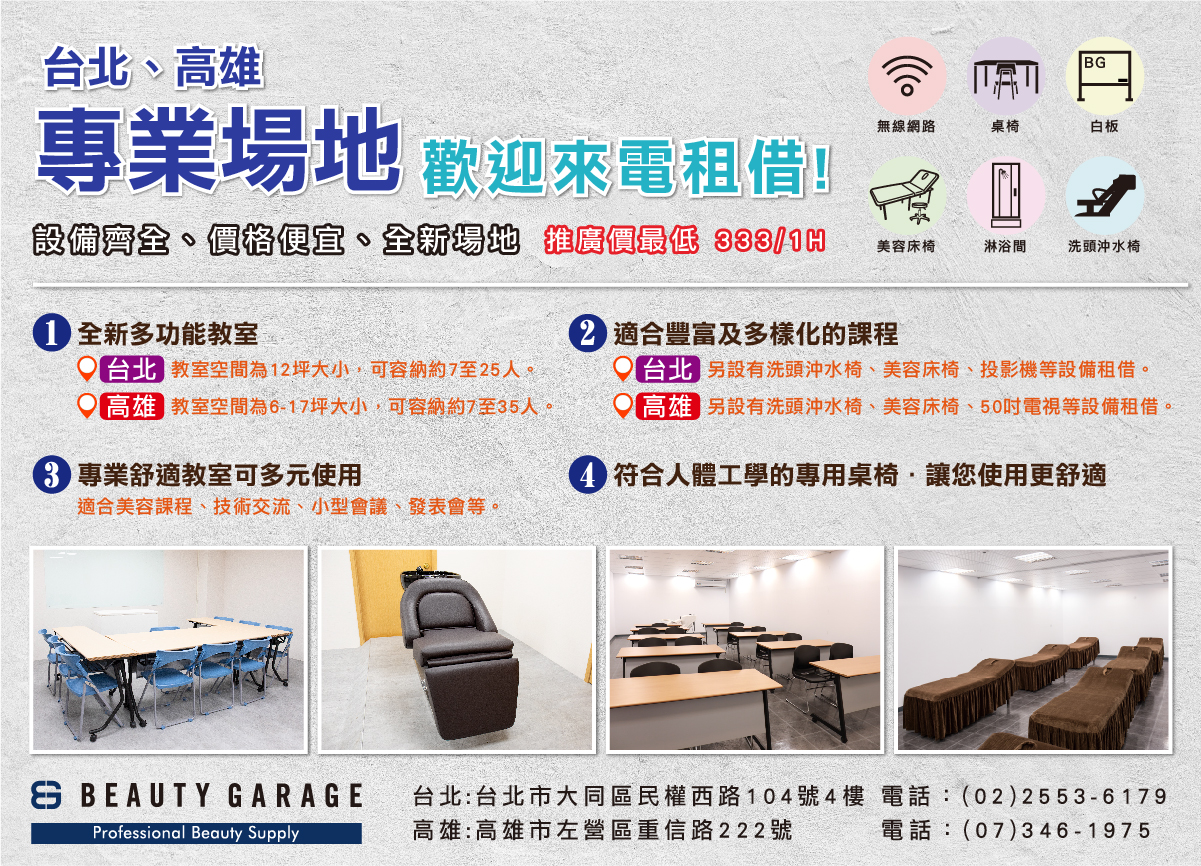 台北、高雄
專業場地 歡迎來電租借!
設備齊全、價格便宜、全新場地 推廣價最低 333/1H
BG
無線網路 桌椅 白板
美容床椅 淋浴間 洗頭沖水椅
1 全新多功能教室
台北 教室空間為12坪大小，可容納約7至25人。
高雄 教室空間為6-17坪大小，可容納約7至35人。
2 適合豐富及多樣化的課程
台北 另設有洗頭沖水椅、美容床椅、投影機等設備租借。
高雄 另設有洗頭沖水椅、美容床椅、50吋電視等設備租借。
3 專業舒適教室可多元使用
適合美容課程、技術交流、小型會議、發表會等。
4 符合人體工學的專用桌椅．讓您使用更舒適
BEAUTY GARAGE
Professional Beauty Supply
台北:台北市大同區民權西路104號4樓 電話：(02)2553-6179
高雄:高雄市左營區重信路222號 電話：(07)346-1975